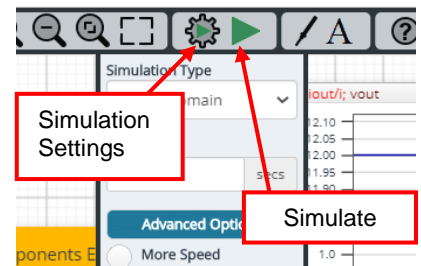 A
?
Simulation Type
omain
iout/i; vout
Simulation
Settings
12.10
12.05
12.00
11.95
11.90
secs
Simulate
Advanced Optio
ponents E
More Speed
1.0